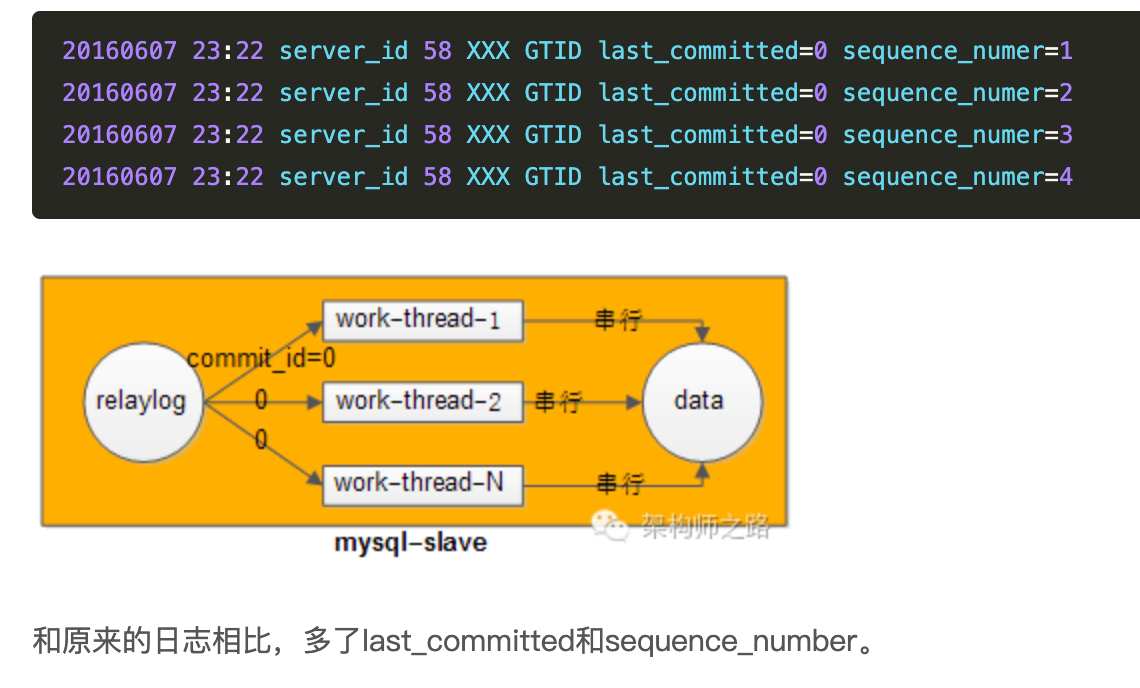 20160607 23:22 server_id 58 XXX GTID last_committed=0 sequence_numer=1
20160607 23:22 server_id 58 XXX GTID last_committed=0 sequence_numer=2
20160607 23:22 server_id 58 XXX GTID last_committed=0 sequence_numer=3
20160607 23:22 server_id 58 XXX GTID last_committed=0 sequence_numer=4
work-thread-1
串行
commit_id=0
relaylog
0
work-thread-2
串行
data
0
work-thread-N
串行
架构师之路
mysql-slave
和原来的日志相比，多了last_committed和sequence_number。